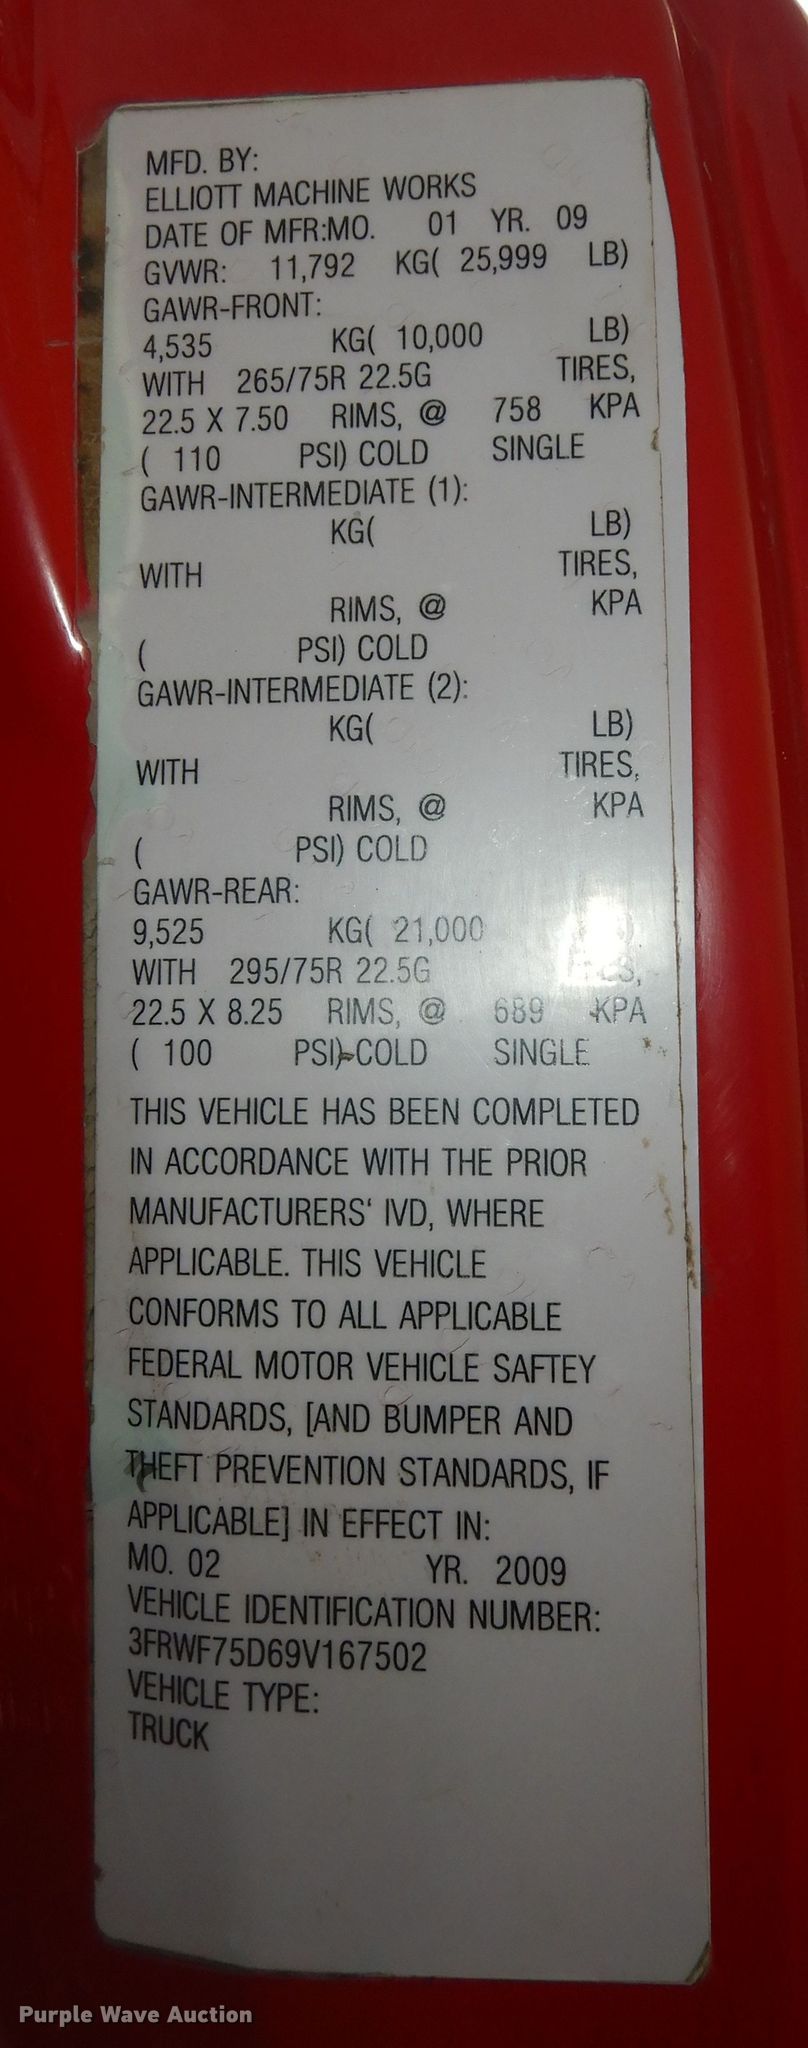 MFD. BY:
ELLIOTT MACHINE WORKS
DATE OF MFR:MO. 01 YR. 09
GVWR: 11,792 KG( 25,999 LB)
GAWR-FRONT:
4,535 KG( 10,000 LB)
WITH 265/75R 22.5G TIRES,
22.5 X 7.50 RIMS, @ 758 KPA
( 110 PSI) COLD SINGLE
GAWR-INTERMEDIATE (1):
KG( LB)
WITH TIRES,
RIMS, @ KPA
( PSI) COLD
GAWR-INTERMEDIATE (2):
KG( LB)
WITH TIRES,
RIMS, @ KPA
( PSI) COLD
GAWR-REAR:
9,525 KG( 21,000
WITH 295/75R 22.5G
22.5 X 8.25 RIMS, @ 689 KPA
( 100 PSI) COLD SINGLE
THIS VEHICLE HAS BEEN COMPLETED
IN ACCORDANCE WITH THE PRIOR
MANUFACTURERS' IVD, WHERE
APPLICABLE. THIS VEHICLE
CONFORMS TO ALL APPLICABLE
FEDERAL MOTOR VEHICLE SAFTEY
STANDARDS, [AND BUMPER AND
THEFT PREVENTION STANDARDS, IF
APPLICABLE] IN EFFECT IN:
MO. 02 YR. 2009
VEHICLE IDENTIFICATION NUMBER:
3FRWF75D69V167502
VEHICLE TYPE:
TRUCK
Purple Wave Auction